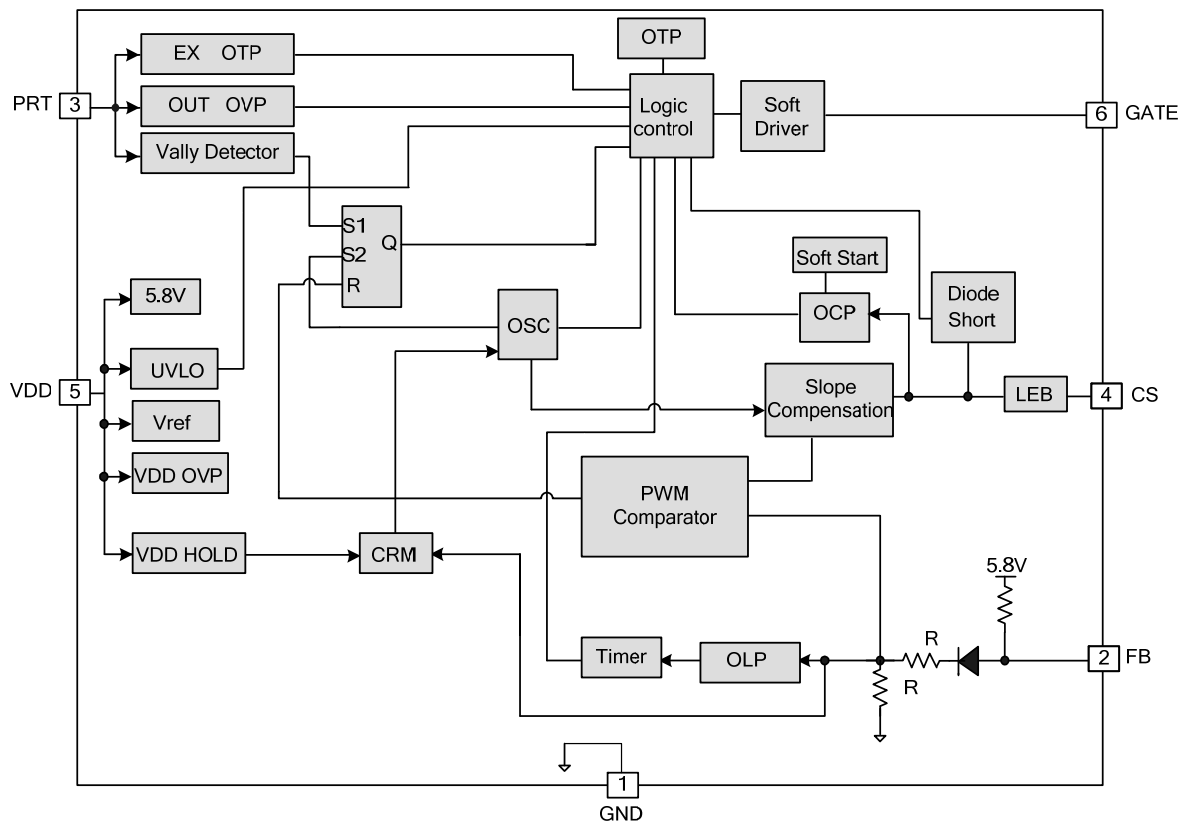 OTP
EX OTP
PRT
3
OUT OVP
Logic
control
Soft
Driver
6
GATE
Vally Detector
S1
S2
Q
R
Soft Start
5.8V
OSC
OCP
Diode
Short
VDD
5
UVLO
Slope
Compensation
LEB
4
CS
Vref
VDD OVP
PWM
Comparator
VDD HOLD
CRM
5.8V
Timer
OLP
R
R
2
FB
1
GND